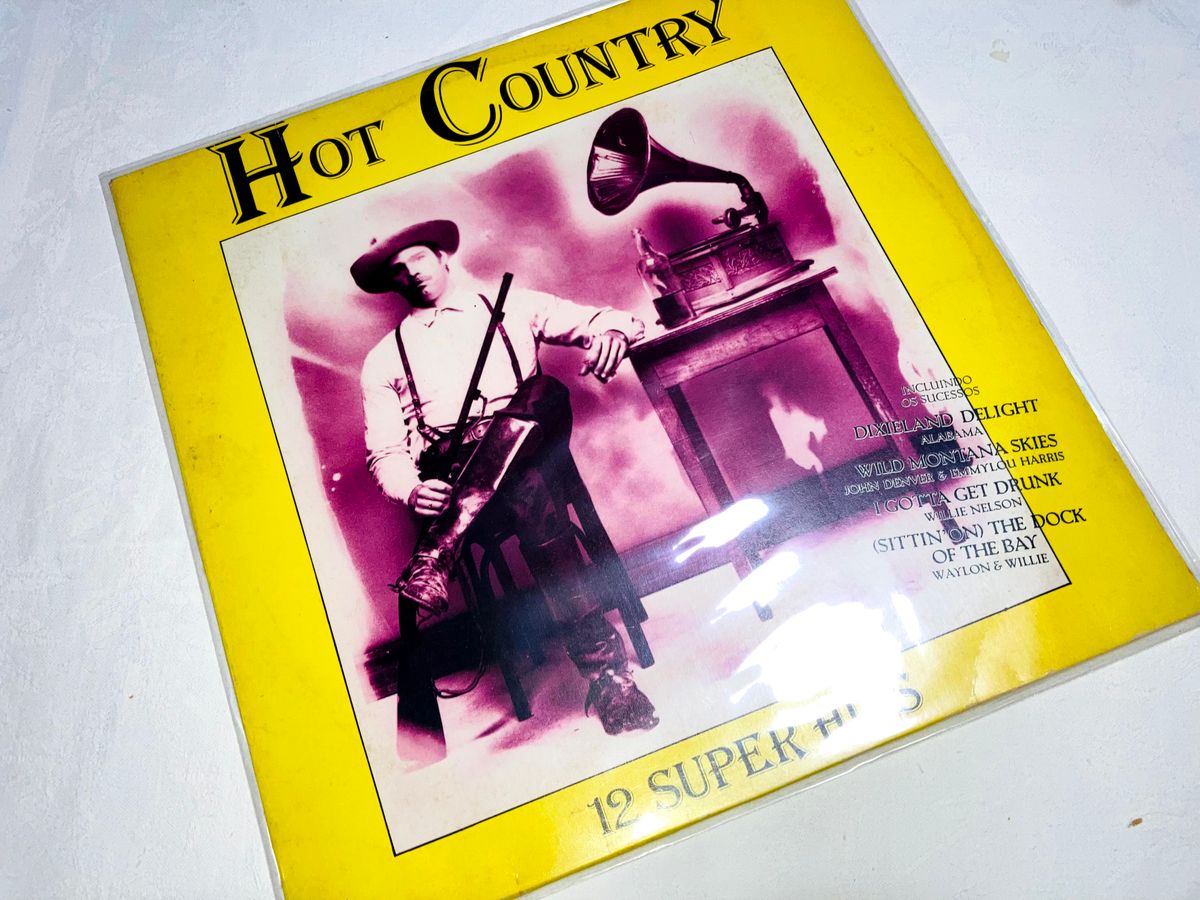 HOT COUNTRY
INCLUINDO
OS SUCESSOS
DIXIELAND DELIGHT
ALABAMA
WILD MONTANA SKIES
JOHN DENVER & EMMYLOU HARRIS
I GOTTA GET DRUNK
WILLIE NELSON
(SITTIN'ON) THE DOCK
OF THE BAY
WAYLON & WILLIE
12 SUPER